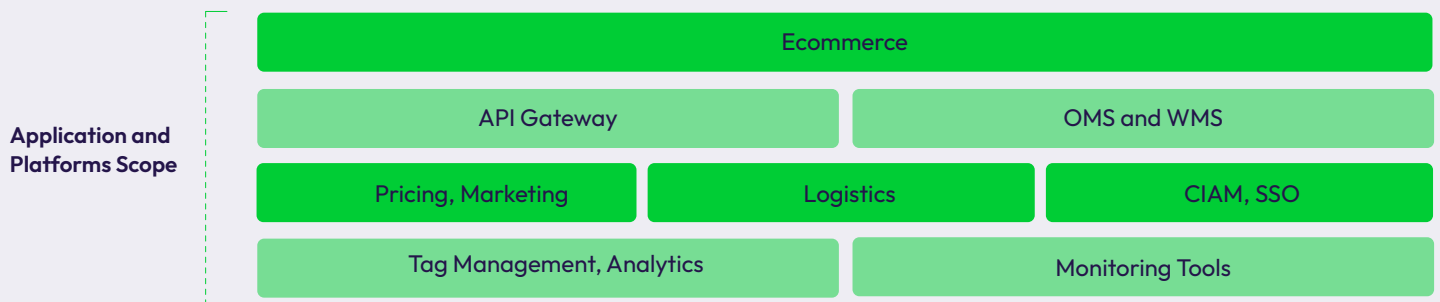 Application and
Platforms Scope
Ecommerce
API Gateway
OMS and WMS
Pricing, Marketing
Logistics
CIAM, SSO
Tag Management, Analytics
Monitoring Tools